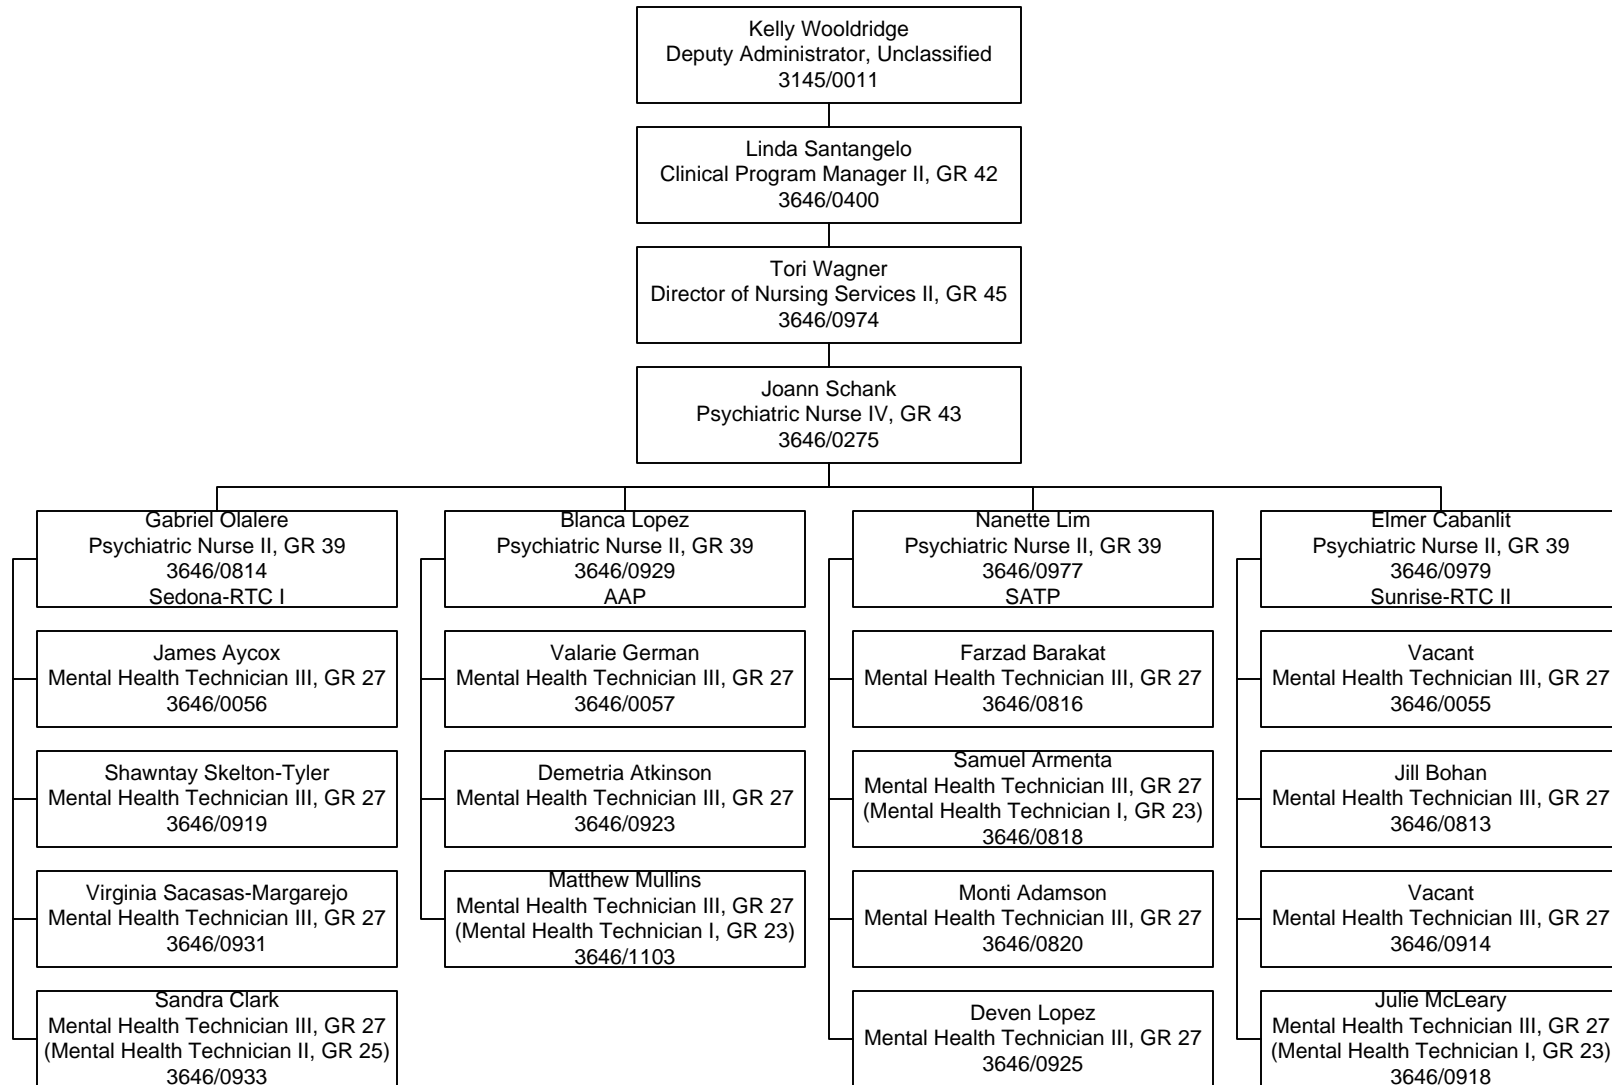 Kelly Wooldridge
Deputy Administrator, Unclassified
3145/0011
Linda Santangelo
Clinical Program Manager II, GR 42
3646/0400
Tori Wagner
Director of Nursing Services II, GR 45
3646/0974
Joann Schank
Psychiatric Nurse IV, GR 43
3646/0275
Gabriel Olalere
Psychiatric Nurse II, GR 39
3646/0814
Sedona-RTC I
James Aycox
Mental Health Technician III, GR 27
3646/0056
Shawntay Skelton-Tyler
Mental Health Technician III, GR 27
3646/0919
Virginia Sacasas-Margarejo
Mental Health Technician III, GR 27
3646/0931
Sandra Clark
Mental Health Technician III, GR 27
(Mental Health Technician II, GR 25)
3646/0933
Blanca Lopez
Psychiatric Nurse II, GR 39
3646/0929
AAP
Valarie German
Mental Health Technician III, GR 27
3646/0057
Demetria Atkinson
Mental Health Technician III, GR 27
3646/0923
Matthew Mullins
Mental Health Technician III, GR 27
(Mental Health Technician I, GR 23)
3646/1103
Nanette Lim
Psychiatric Nurse II, GR 39
3646/0977
SATP
Farzad Barakat
Mental Health Technician III, GR 27
3646/0816
Samuel Armenta
Mental Health Technician III, GR 27
(Mental Health Technician I, GR 23)
3646/0818
Monti Adamson
Mental Health Technician III, GR 27
3646/0820
Deven Lopez
Mental Health Technician III, GR 27
3646/0925
Elmer Cabanlit
Psychiatric Nurse II, GR 39
3646/0979
Sunrise-RTC II
Vacant
Mental Health Technician III, GR 27
3646/0055
Jill Bohan
Mental Health Technician III, GR 27
3646/0813
Vacant
Mental Health Technician III, GR 27
3646/0914
Julie McLeary
Mental Health Technician III, GR 27
(Mental Health Technician I, GR 23)
3646/0918